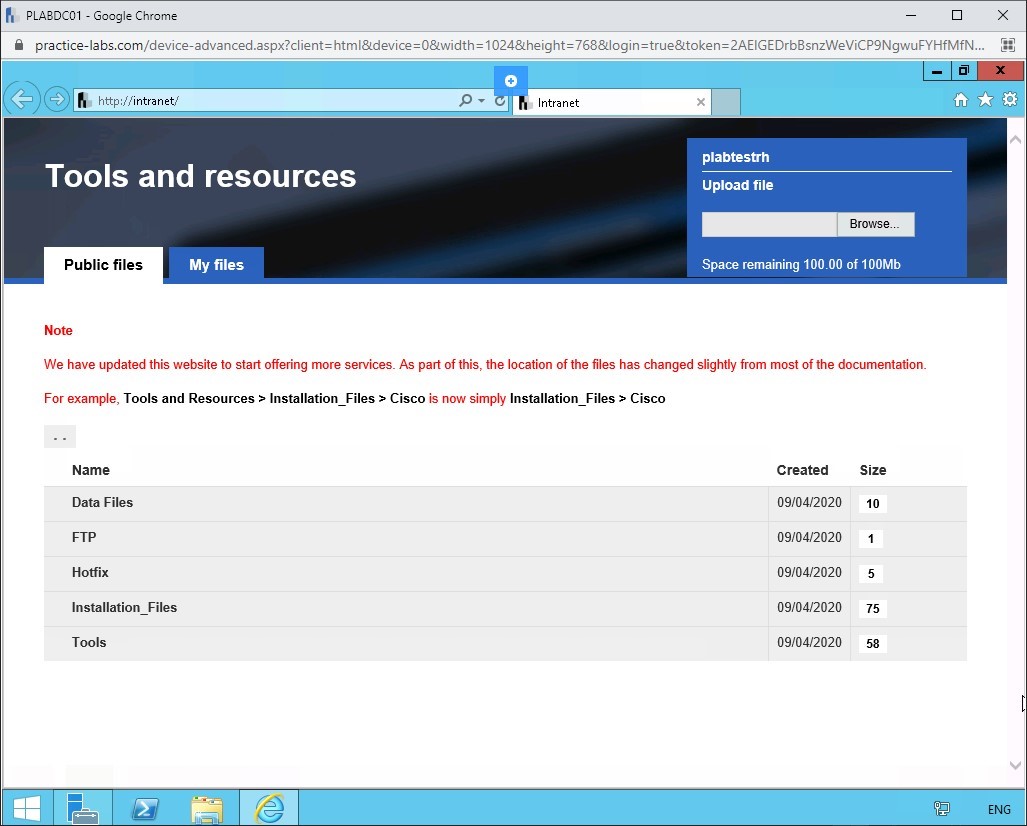 PLABDC01 - Google Chrome
practice-labs.com/device-advanced.aspx?client=html&device=0&width=1024&height=768&login=true&token=2AEIGEDrbBsnzWeViCP9NgwuFYHfMfN...
http://intranet/
Intranet
Tools and resources
plabtestrh
Upload file
Browse...
Space remaining 100.00 of 100Mb
Public files
My files
Note
We have updated this website to start offering more services. As part of this, the location of the files has changed slightly from most of the documentation.
For example, Tools and Resources > Installation_Files > Cisco is now simply Installation_Files > Cisco
. .
Name Created Size
Data Files 09/04/2020 10
FTP 09/04/2020 1
Hotfix 09/04/2020 5
Installation_Files 09/04/2020 75
Tools 09/04/2020 58
ENG